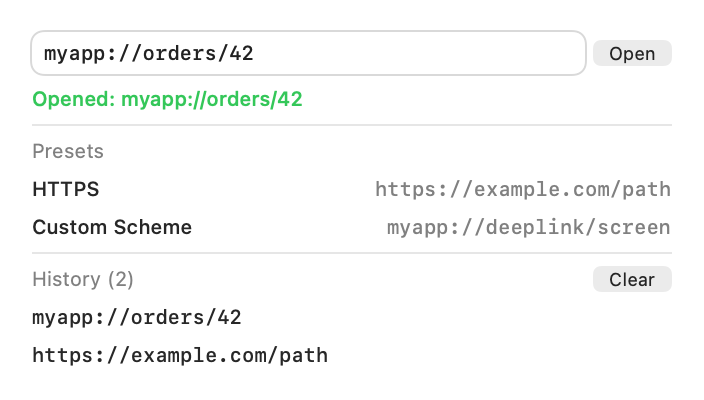 myapp://orders/42 Open
Opened: myapp://orders/42
Presets
HTTPS https://example.com/path
Custom Scheme myapp://deeplink/screen
History (2) Clear
myapp://orders/42
https://example.com/path